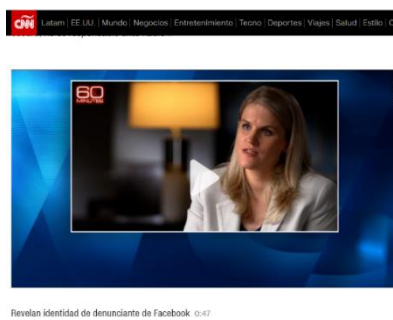 CNN Latam | EE.UU. | Mundo | Negocios | Entretenimiento | Tecno | Deportes | Viajes | Salud | Estilo |
60
MINUTES
Revelan identidad de denunciante de Facebook 0:47